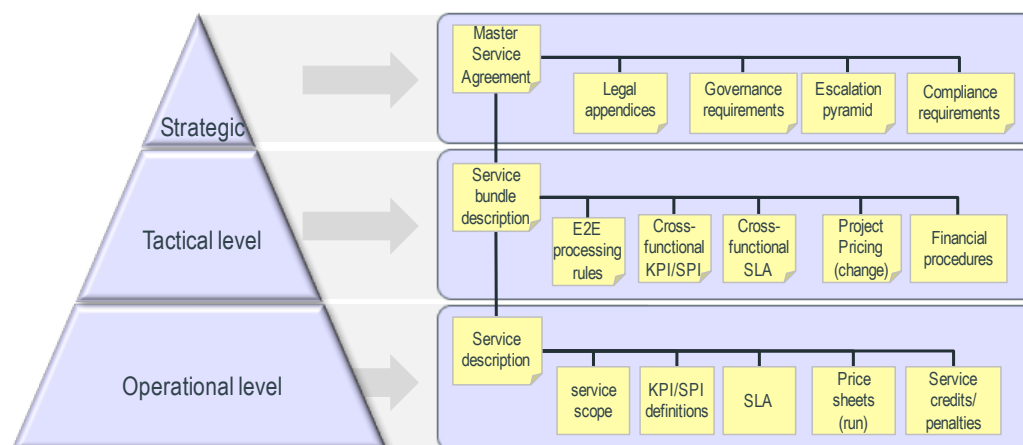 Strategic
Master
Service
Agreement
Legal
appendices
Governance
requirements
Escalation
pyramid
Compliance
requirements
Tactical level
Service
bundle
description
E2E
processing
rules
Cross-
functional
KPI/SPI
Cross-
functional
SLA
Project
Pricing
(change)
Financial
procedures
Operational level
Service
description
service
scope
KPI/SPI
definitions
SLA
Price
sheets
(run)
Service
credits/
penalties